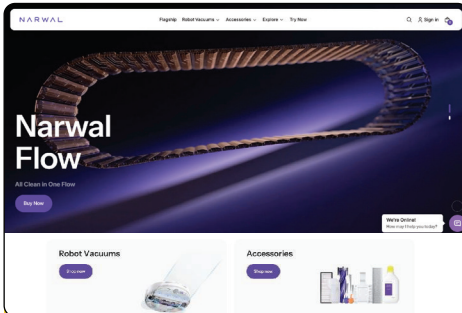 NARWAL
Flagship Robot Vacuums Accessories Explore Try Now
Sign in
Narwal
Flow
All Clean in One Flow
Buy Now
We're Online!
How may I help you today?
Robot Vacuums
Shop now
Accessories
Shop now